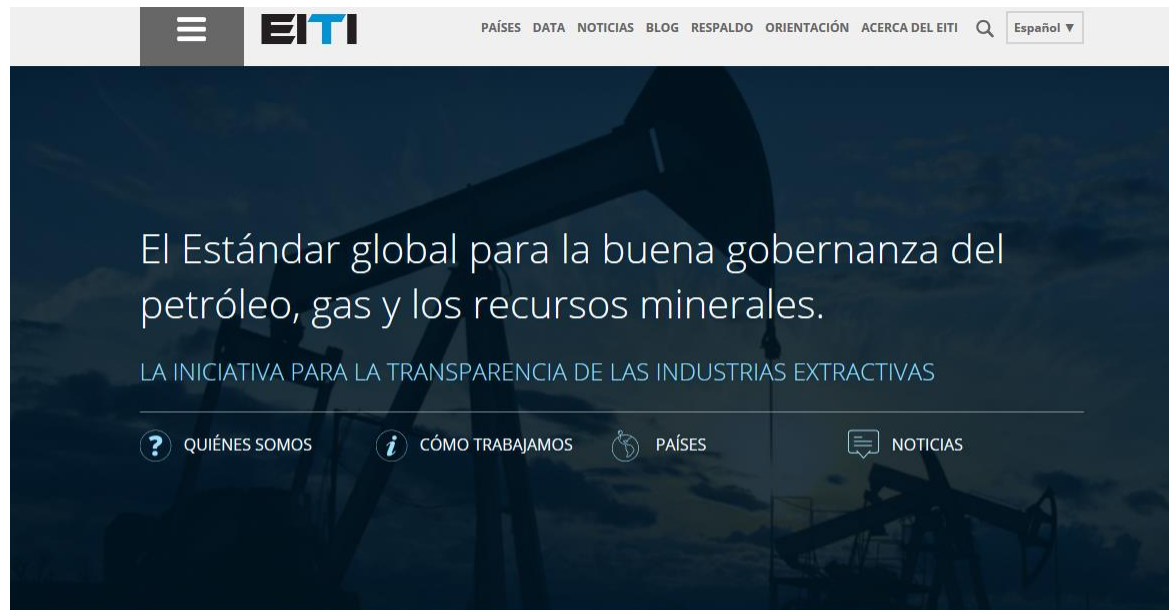 EITI
PAÍSES DATA NOTICIAS BLOG RESPALDO ORIENTACIÓN ACERCA DEL EITI Español ▼
El Estándar global para la buena gobernanza del
petróleo, gas y los recursos minerales.
LA INICIATIVA PARA LA TRANSPARENCIA DE LAS INDUSTRIAS EXTRACTIVAS
? QUIÉNES SOMOS i CÓMO TRABAJAMOS PAÍSES NOTICIAS